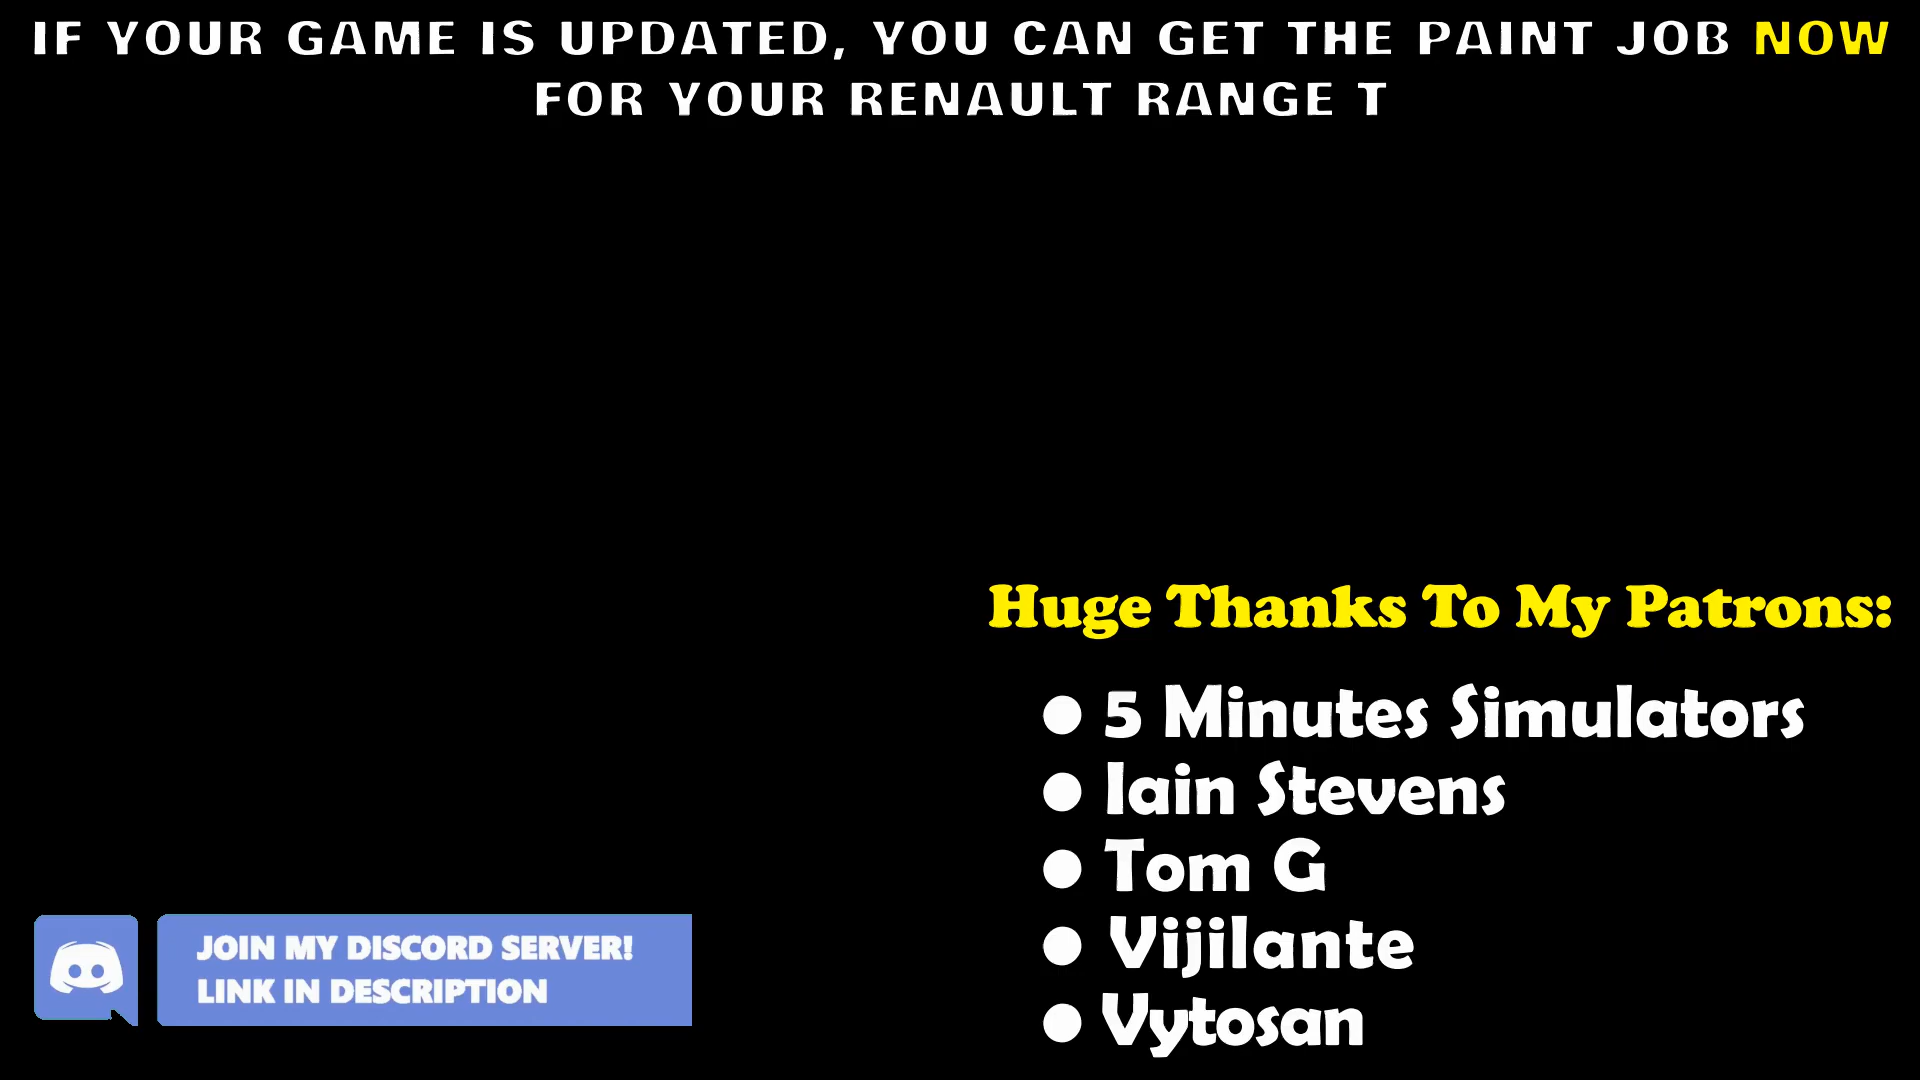 IF YOUR GAME IS UPDATED, YOU CAN GET THE PAINT JOB NOW
FOR YOUR RENAULT RANGE T
Huge Thanks To My Patrons:
• 5 Minutes Simulators
• Iain Stevens
• Tom G
• Vijilante
• Vytosan
JOIN MY DISCORD SERVER!
LINK IN DESCRIPTION